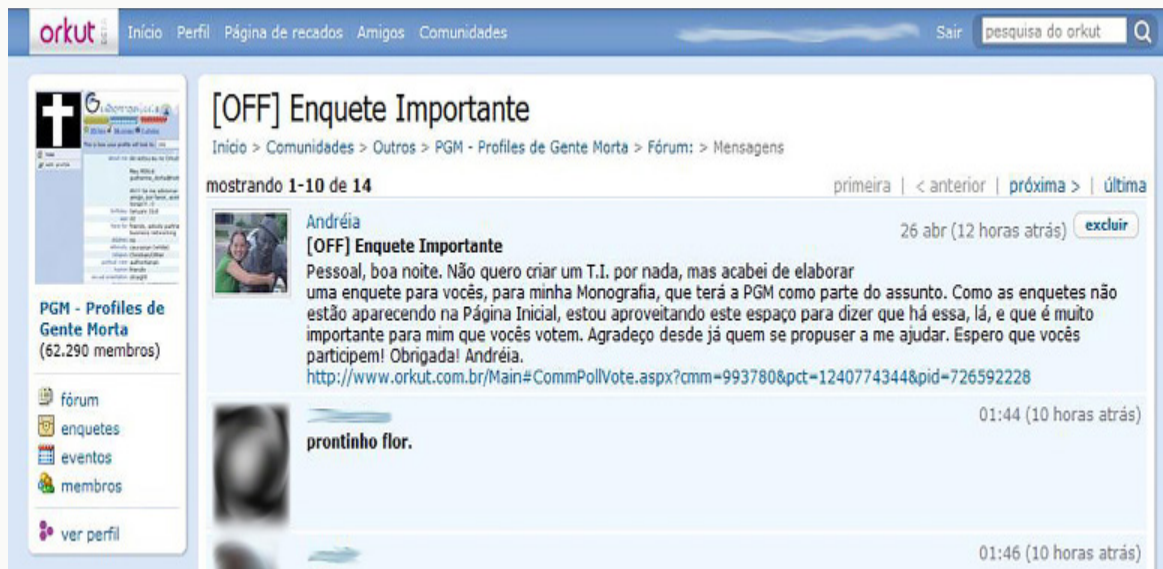 orkut BETA Início Perfil Página de recados Amigos Comunidades Sair pesquisa do orkut
[OFF] Enquete Importante
Início > Comunidades > Outros > PGM - Profiles de Gente Morta > Fórum: > Mensagens
mostrando 1-10 de 14 primeira | < anterior | próxima > | última
Andréia 26 abr (12 horas atrás) excluir
[OFF] Enquete Importante
Pessoal, boa noite. Não quero criar um T.I. por nada, mas acabei de elaborar
uma enquete para vocês, para minha Monografia, que terá a PGM como parte do assunto. Como as enquetes não
estão aparecendo na Página Inicial, estou aproveitando este espaço para dizer que há essa, lá, e que é muito
importante para mim que vocês votem. Agradeço desde já quem se propuser a me ajudar. Espero que vocês
participem! Obrigada! Andréia.
http://www.orkut.com.br/Main#CommPollVote.aspx?cmm=993780&pct=1240774344&pid=726592228
01:44 (10 horas atrás)
prontinho flor.
01:46 (10 horas atrás)
PGM - Profiles de
Gente Morta
(62.290 membros)
fórum
enquetes
eventos
membros
ver perfil